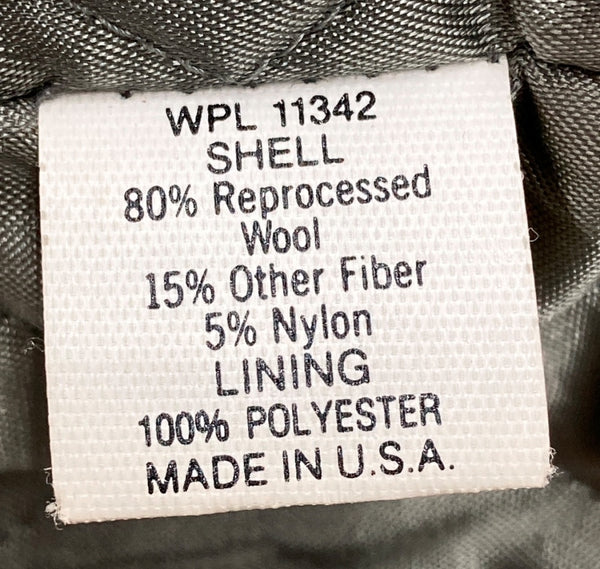 WPL 11342
SHELL
80% Reprocessed
Wool
15% Other Fiber
5% Nylon
LINING
100% POLYESTER
MADE IN U.S.A.